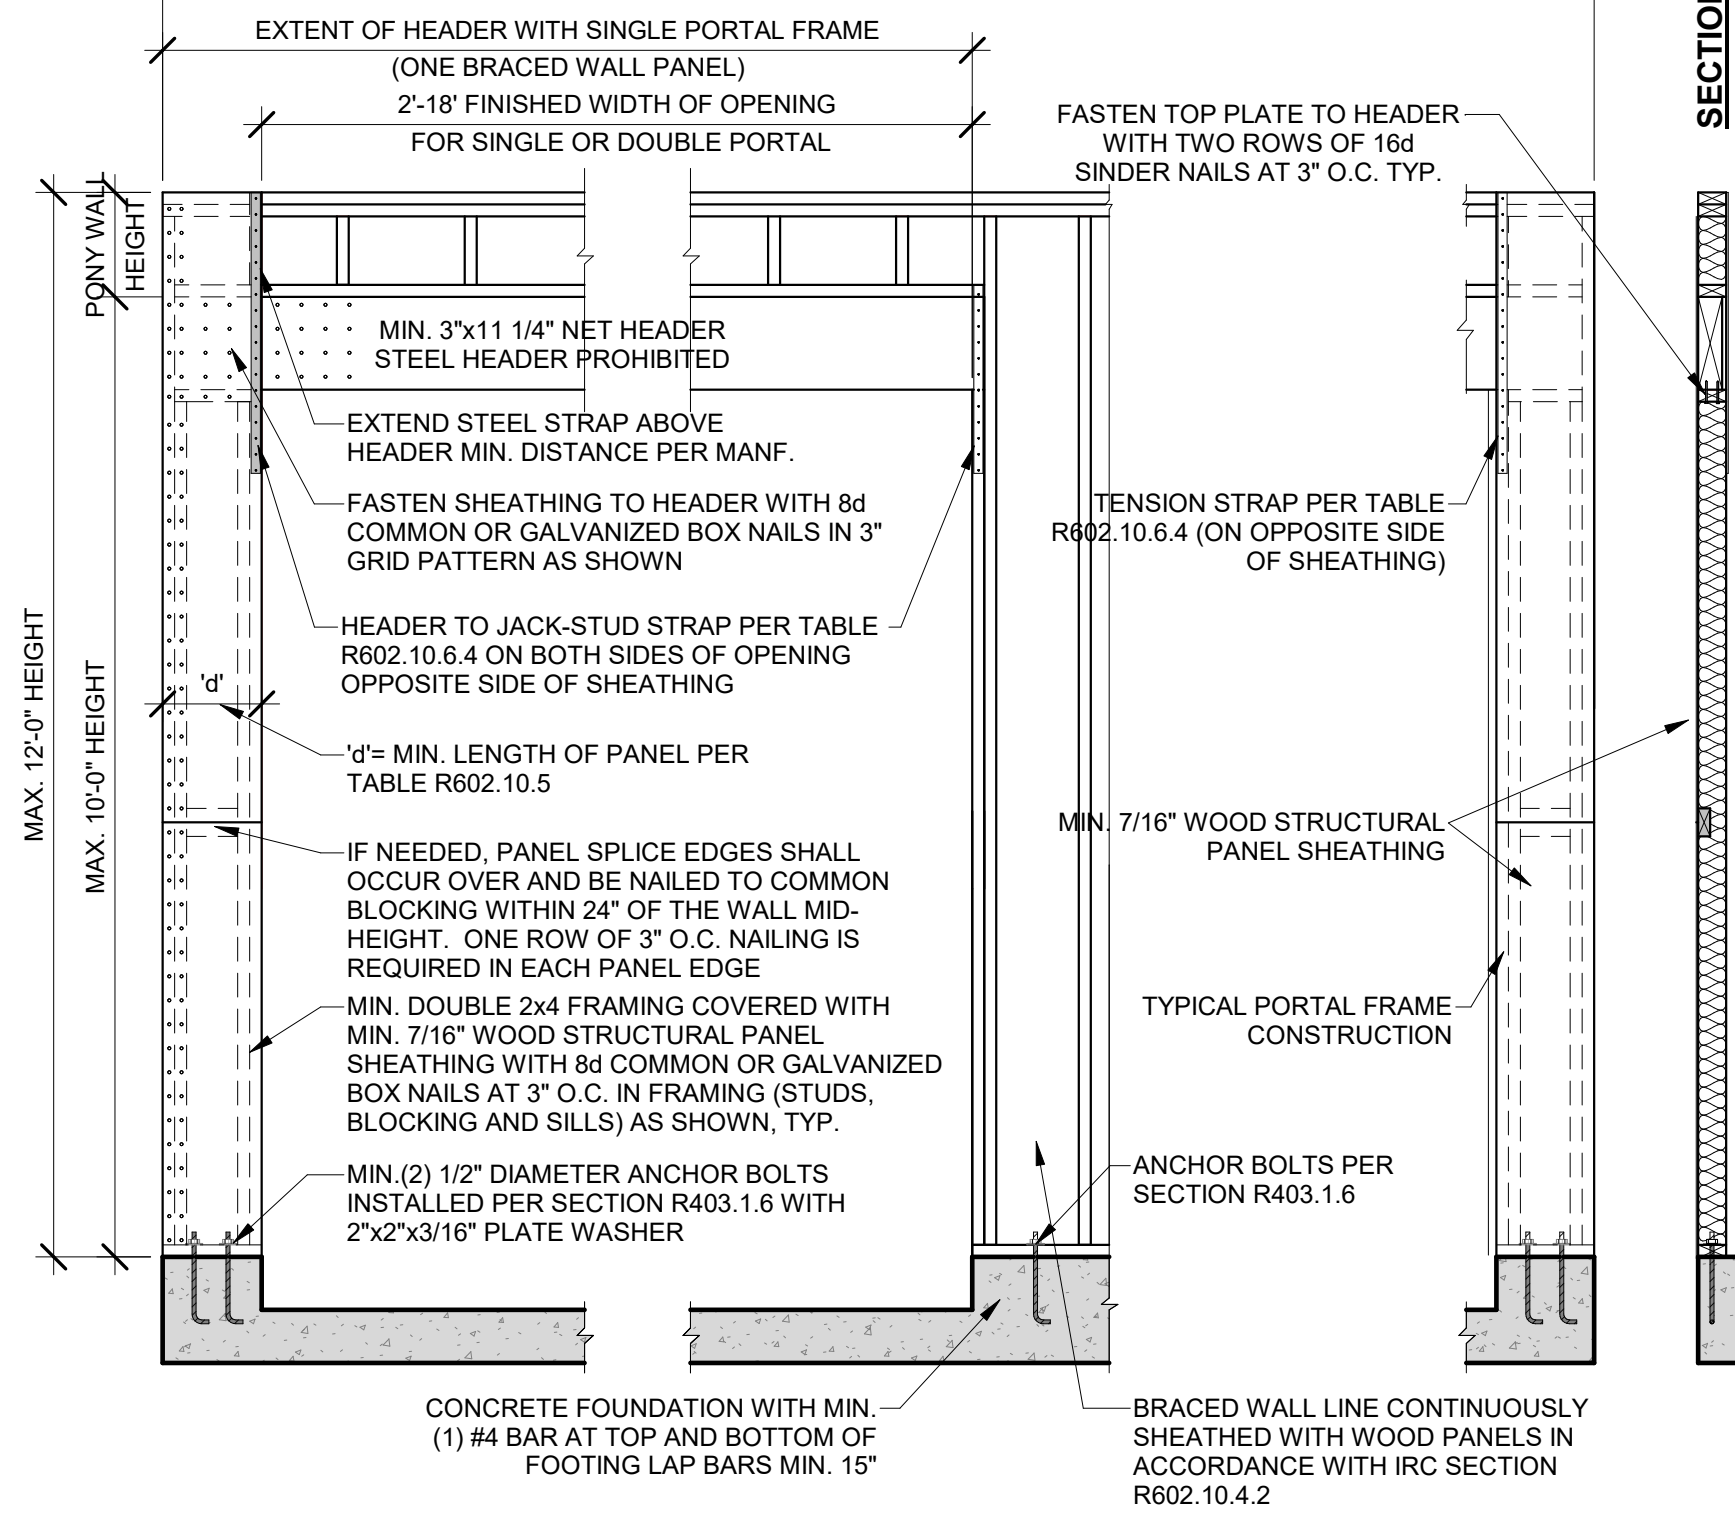 EXTENT OF HEADER WITH SINGLE PORTAL FRAME
(ONE BRACED WALL PANEL)
2'-18' FINISHED WIDTH OF OPENING
FOR SINGLE OR DOUBLE PORTAL
FASTEN TOP PLATE TO HEADER
WITH TWO ROWS OF 16d
SINDER NAILS AT 3" O.C. TYP.
SECTION
PONY WALL
HEIGHT
MIN. 3"x11 1/4" NET HEADER
STEEL HEADER PROHIBITED
EXTEND STEEL STRAP ABOVE
HEADER MIN. DISTANCE PER MANF.
FASTEN SHEATHING TO HEADER WITH 8d
COMMON OR GALVANIZED BOX NAILS IN 3"
GRID PATTERN AS SHOWN
TENSION STRAP PER TABLE
R602.10.6.4 (ON OPPOSITE SIDE
OF SHEATHING)
HEADER TO JACK-STUD STRAP PER TABLE
R602.10.6.4 ON BOTH SIDES OF OPENING
OPPOSITE SIDE OF SHEATHING
MAX. 12'-0" HEIGHT
MAX. 10'-0" HEIGHT
'd'
'd'= MIN. LENGTH OF PANEL PER
TABLE R602.10.5
MIN. 7/16" WOOD STRUCTURAL
PANEL SHEATHING
IF NEEDED, PANEL SPLICE EDGES SHALL
OCCUR OVER AND BE NAILED TO COMMON
BLOCKING WITHIN 24" OF THE WALL MID-
HEIGHT. ONE ROW OF 3" O.C. NAILING IS
REQUIRED IN EACH PANEL EDGE
MIN. DOUBLE 2x4 FRAMING COVERED WITH
MIN. 7/16" WOOD STRUCTURAL PANEL
SHEATHING WITH 8d COMMON OR GALVANIZED
BOX NAILS AT 3" O.C. IN FRAMING (STUDS,
BLOCKING AND SILLS) AS SHOWN, TYP.
TYPICAL PORTAL FRAME
CONSTRUCTION
MIN.(2) 1/2" DIAMETER ANCHOR BOLTS
INSTALLED PER SECTION R403.1.6 WITH
2"x2"x3/16" PLATE WASHER
ANCHOR BOLTS PER
SECTION R403.1.6
CONCRETE FOUNDATION WITH MIN.
(1) #4 BAR AT TOP AND BOTTOM OF
FOOTING LAP BARS MIN. 15"
BRACED WALL LINE CONTINUOUSLY
SHEATHED WITH WOOD PANELS IN
ACCORDANCE WITH IRC SECTION
R602.10.4.2